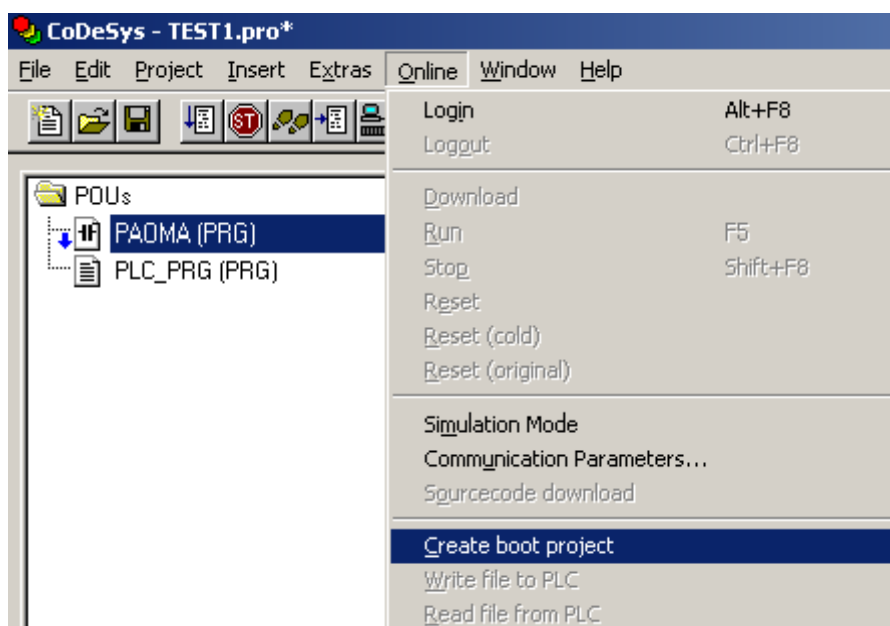 CoDeSys - TEST1.pro*
File Edit Project Insert Extras Online Window Help
ST
POUs
PAOMA (PRG)
PLC_PRG (PRG)
Login Alt+F8
Logout Ctrl+F8
Download
Run F5
Stop Shift+F8
Reset
Reset (cold)
Reset (original)
Simulation Mode
Communication Parameters...
Sourcecode download
Create boot project
Write file to PLC
Read file from PLC